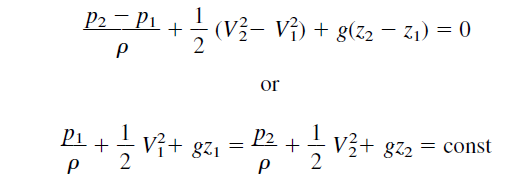 p₂ − p₁/ρ + 1/2 (V₂² − V₁²) + g(z₂ − z₁) = 0
or
p₁/ρ + 1/2 V₁² + gz₁ = p₂/ρ + 1/2 V₂² + gz₂ = const